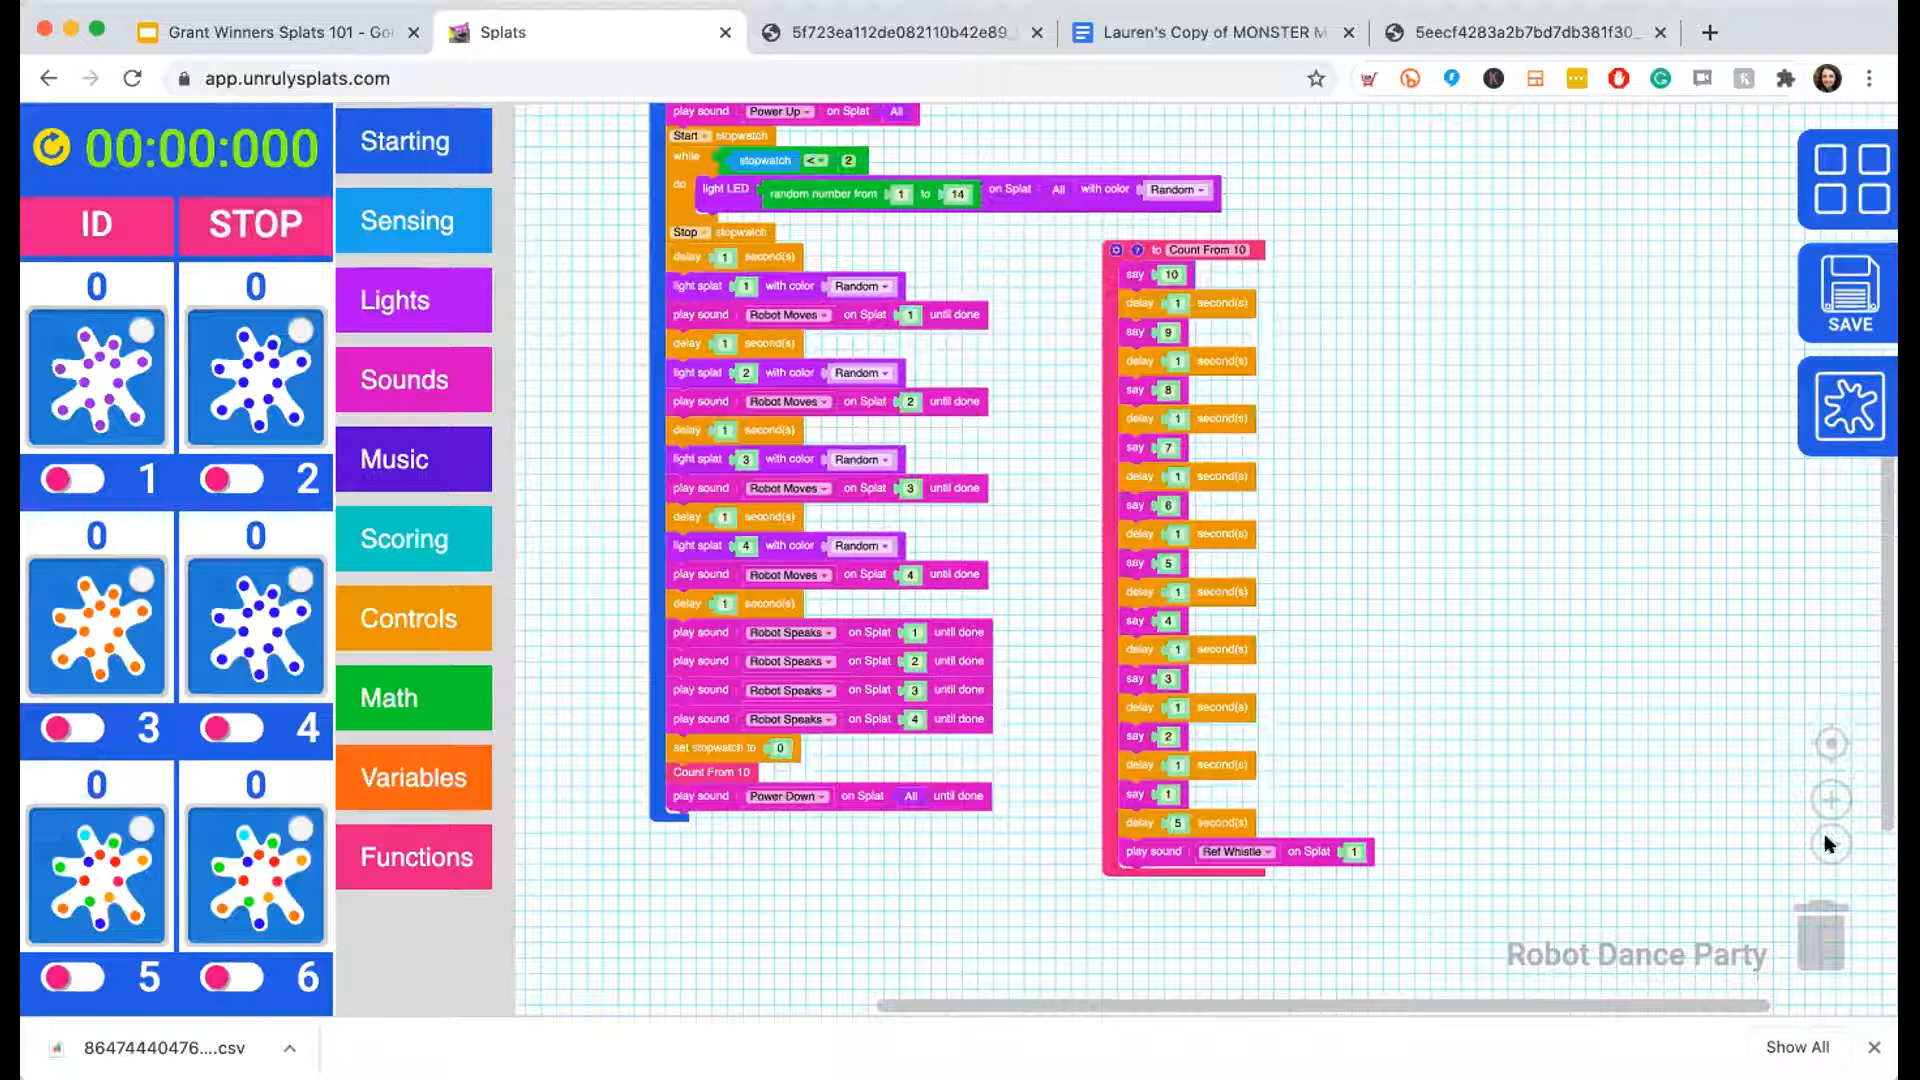 Grant Winners Splats 101 - Go
Splats
5f723ea112de082110b42e89_
Lauren's Copy of MONSTER M
5eecf4283a2b7bd7db381f30_
app.unrulysplats.com
00:00:000
ID STOP
0 0
1 2
0 0
3 4
0 0
5 6
Starting
Sensing
Lights
Sounds
Music
Scoring
Controls
Math
Variables
Functions
play sound Power Up on Splat All
Start stopwatch
while stopwatch < 2
do light LED random number from 1 to 14 on Splat All with color Random
Stop stopwatch
delay 1 second(s)
light splat 1 with color Random
play sound Robot Moves on Splat 1 until done
delay 1 second(s)
light splat 2 with color Random
play sound Robot Moves on Splat 2 until done
delay 1 second(s)
light splat 3 with color Random
play sound Robot Moves on Splat 3 until done
delay 1 second(s)
light splat 4 with color Random
play sound Robot Moves on Splat 4 until done
delay 1 second(s)
play sound Robot Speaks on Splat 1 until done
play sound Robot Speaks on Splat 2 until done
play sound Robot Speaks on Splat 3 until done
play sound Robot Speaks on Splat 4 until done
set stopwatch to 0
Count From 10
play sound Power Down on Splat All until done
? to Count From 10
say 10
delay 1 second(s)
say 9
delay 1 second(s)
say 8
delay 1 second(s)
say 7
delay 1 second(s)
say 6
delay 1 second(s)
say 5
delay 1 second(s)
say 4
delay 1 second(s)
say 3
delay 1 second(s)
say 2
delay 1 second(s)
say 1
delay 5 second(s)
play sound Ref Whistle on Splat 1
SAVE
Robot Dance Party
86474440476....csv
Show All